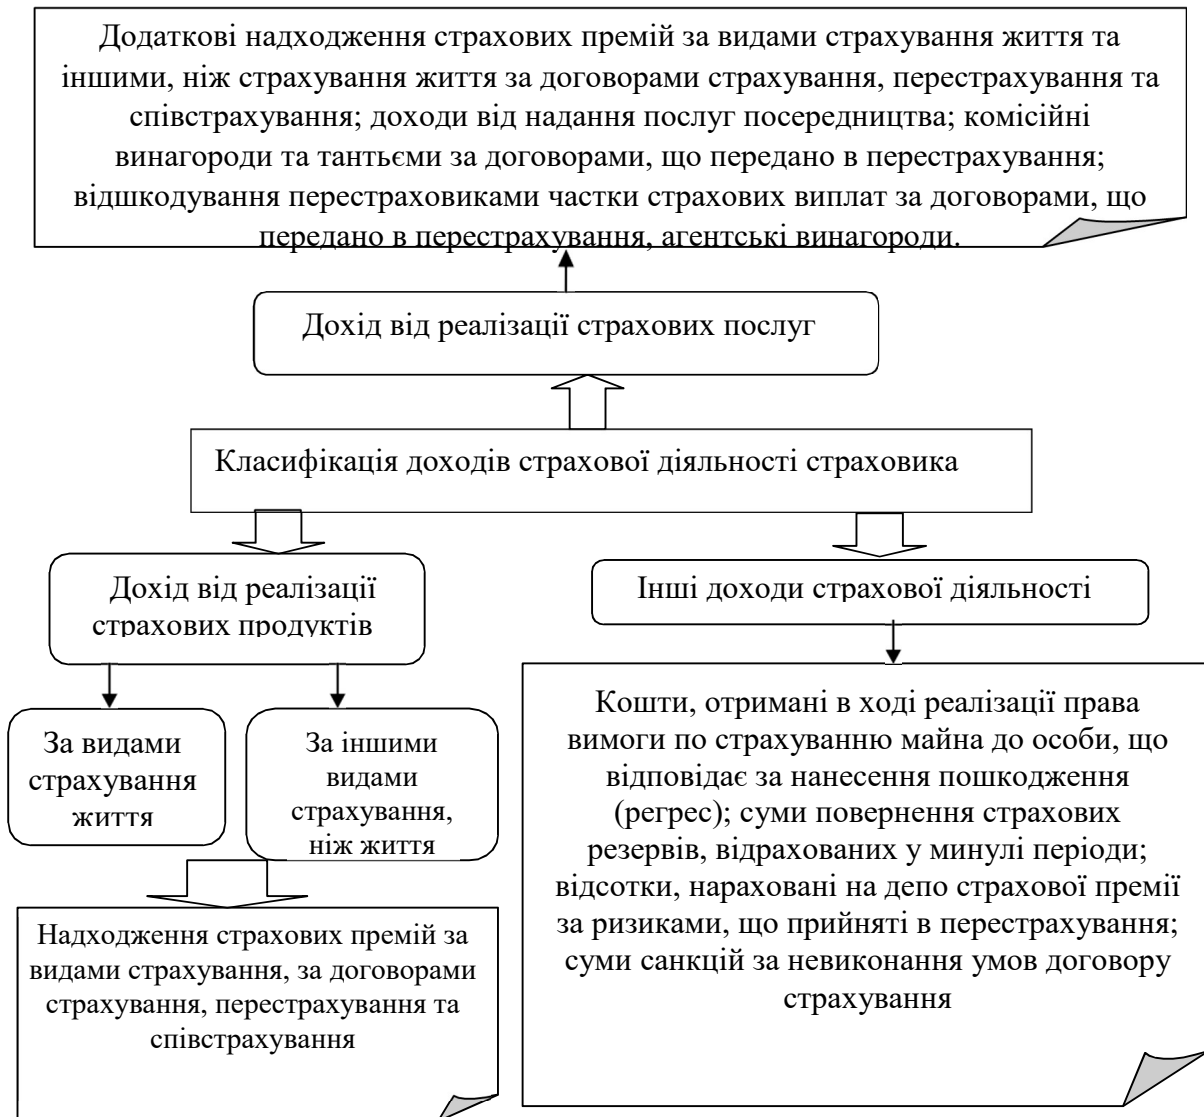 Додаткові надходження страхових премій за видами страхування життя та
іншими, ніж страхування життя за договорами страхування, перестрахування та
співстрахування; доходи від надання послуг посередництва; комісійні
винагороди та тантьєми за договорами, що передано в перестрахування;
відшкодування перестраховиками частки страхових виплат за договорами, що
передано в перестрахування, агентські винагороди.
Дохід від реалізації страхових послуг
Класифікація доходів страхової діяльності страховика
Дохід від реалізації
страхових продуктів
Інші доходи страхової діяльності
За видами
страхування
життя
За іншими
видами
страхування,
ніж життя
Надходження страхових премій за
видами страхування, за договорами
страхування, перестрахування та
співстрахування
Кошти, отримані в ході реалізації права
вимоги по страхуванню майна до особи, що
відповідає за нанесення пошкодження
(регрес); суми повернення страхових
резервів, відрахованих у минулі періоди;
відсотки, нараховані на депо страхової премії
за ризиками, що прийняті в перестрахування;
суми санкцій за невиконання умов договору
страхування